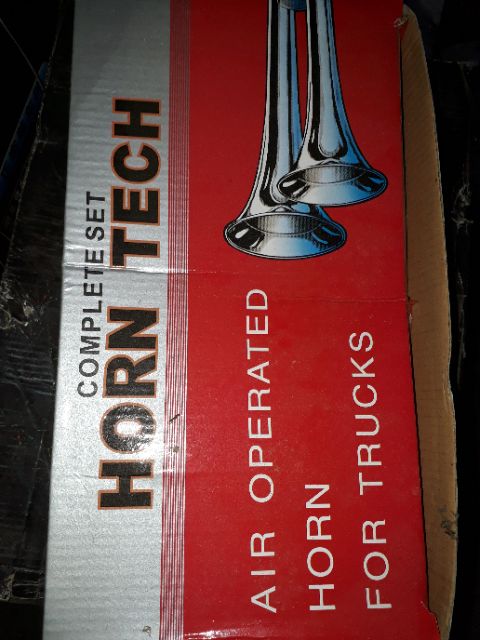 COMPLETE SET
HORN TECH
AIR OPERATED
HORN
FOR TRUCKS